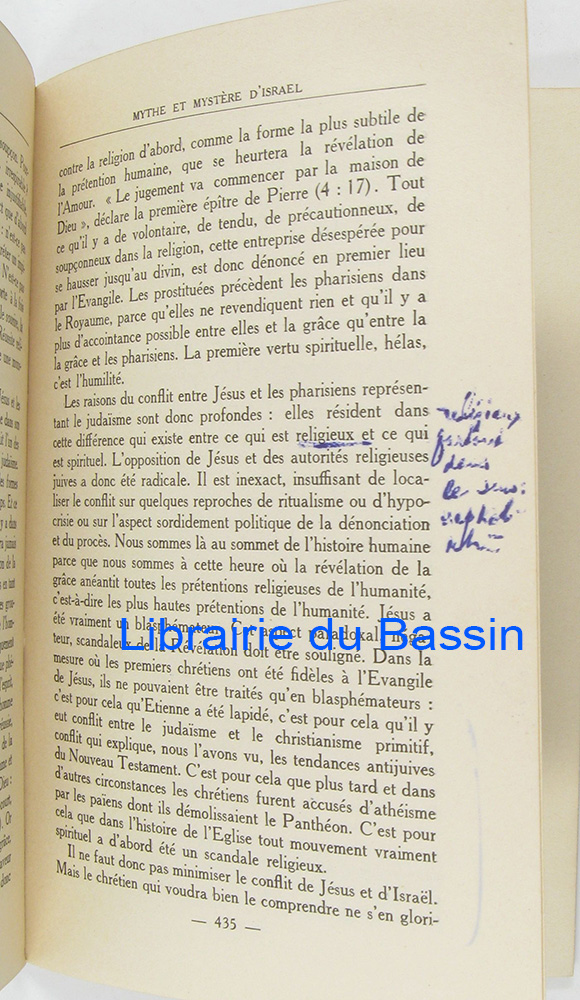 MYTHE ET MYSTÈRE D'ISRAEL
contre la religion d'abord, comme la forme la plus subtile de
la prétention humaine, que se heurtera la révélation de
l'Amour. « Le jugement va commencer par la maison de
Dieu », déclare la première épître de Pierre (4 : 17). Tout
ce qu'il y a de volontaire, de tendu, de précautionneux, de
soupçonneux dans la religion, cette entreprise désespérée pour
se hausser jusqu'au divin, est donc dénoncé en premier lieu
par l'Evangile. Les prostituées précèdent les pharisiens dans
le Royaume, parce qu'elles ne revendiquent rien et qu'il y a
plus d'accointance possible entre elles et la grâce qu'entre la
la grâce et les pharisiens. La première vertu spirituelle, hélas,
c'est l'humilité.
Les raisons du conflit entre Jésus et les pharisiens représen-
tant le judaïsme sont donc profondes : elles résident dans
cette différence qui existe entre ce qui est religieux et ce qui
est spirituel. L'opposition de Jésus et des autorités religieuses
juives a donc été radicale. Il est inexact, insuffisant de loca-
liser le conflit sur quelques reproches de ritualisme ou d'hypo-
crisie ou sur l'aspect sordidement politique de la dénonciation
et du procès. Nous sommes là au sommet de l'histoire humaine
parce que nous sommes à cette heure où la révélation de la
grâce anéantit toutes les prétentions religieuses de l'humanité,
c'est-à-dire les plus hautes prétentions de l'humanité. Jésus a
été vraiment un blasphémateur. Cet aspect paradoxal, néga-
teur, scandaleux de la Révélation doit être souligné. Dans la
mesure où les premiers chrétiens ont été fidèles à l'Evangile
de Jésus, ils ne pouvaient être traités qu'en blasphémateurs :
c'est pour cela qu'Etienne a été lapidé, c'est pour cela qu'il y
eut conflit entre le judaïsme et le christianisme primitif,
conflit qui explique, nous l'avons vu, les tendances antijuives
du Nouveau Testament. C'est pour cela que plus tard et dans
d'autres circonstances les chrétiens furent accusés d'athéisme
par les païens dont ils démolissaient le Panthéon. C'est pour
cela que dans l'histoire de l'Eglise tout mouvement vraiment
spirituel a d'abord été un scandale religieux.
Il ne faut donc pas minimiser le conflit de Jésus et d'Israël.
Mais le chrétien qui voudra bien le comprendre ne s'en glori-
— 435 —
religieux
dans
le sens
Librairie du Bassin